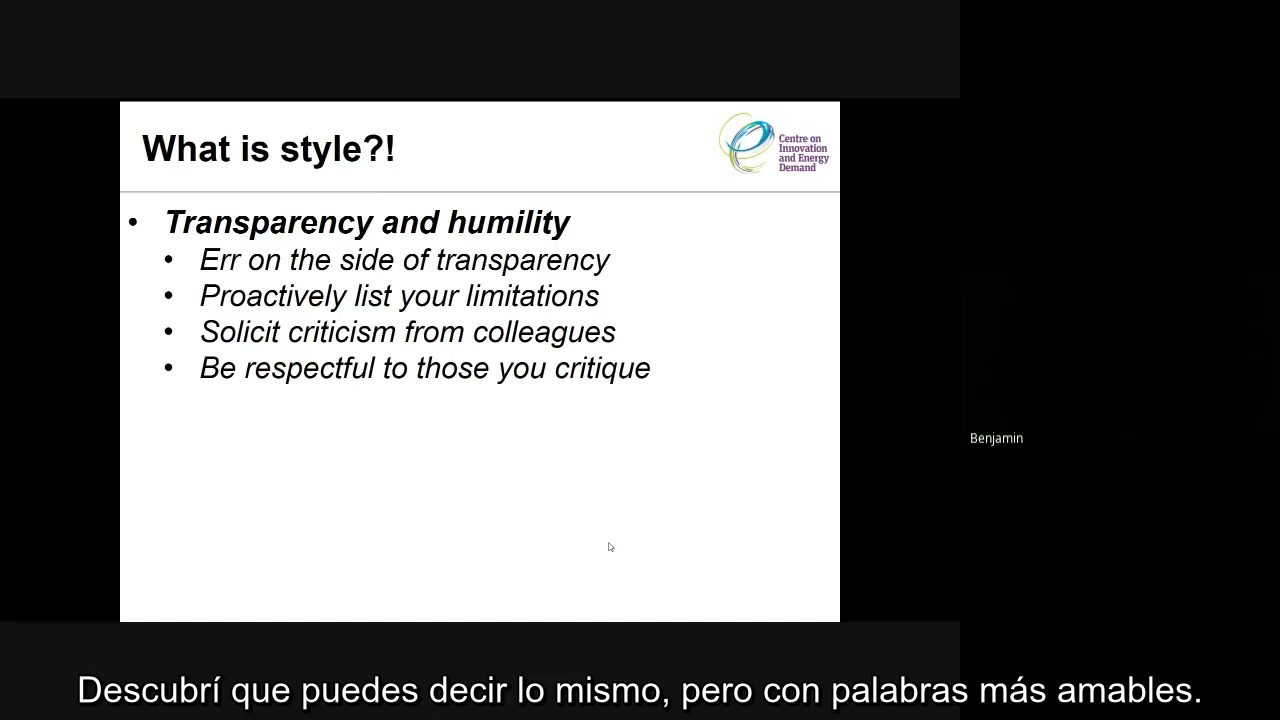 What is style?!
Centre on
Innovation
and Energy
Demand
• Transparency and humility
• Err on the side of transparency
• Proactively list your limitations
• Solicit criticism from colleagues
• Be respectful to those you critique
Benjamin
Descubrí que puedes decir lo mismo, pero con palabras más amables.